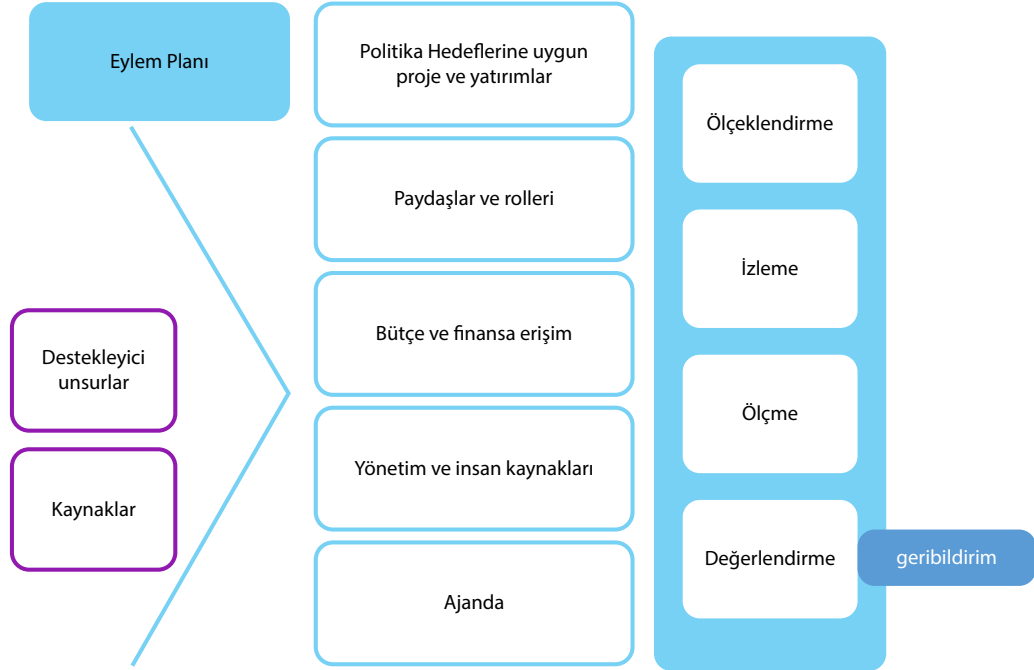 Eylem Planı
Destekleyici
unsurlar
Kaynaklar
Politika Hedeflerine uygun
proje ve yatırımlar
Paydaşlar ve rolleri
Bütçe ve finansa erişim
Yönetim ve insan kaynakları
Ajanda
Ölçeklendirme
İzleme
Ölçme
Değerlendirme
geribildirim